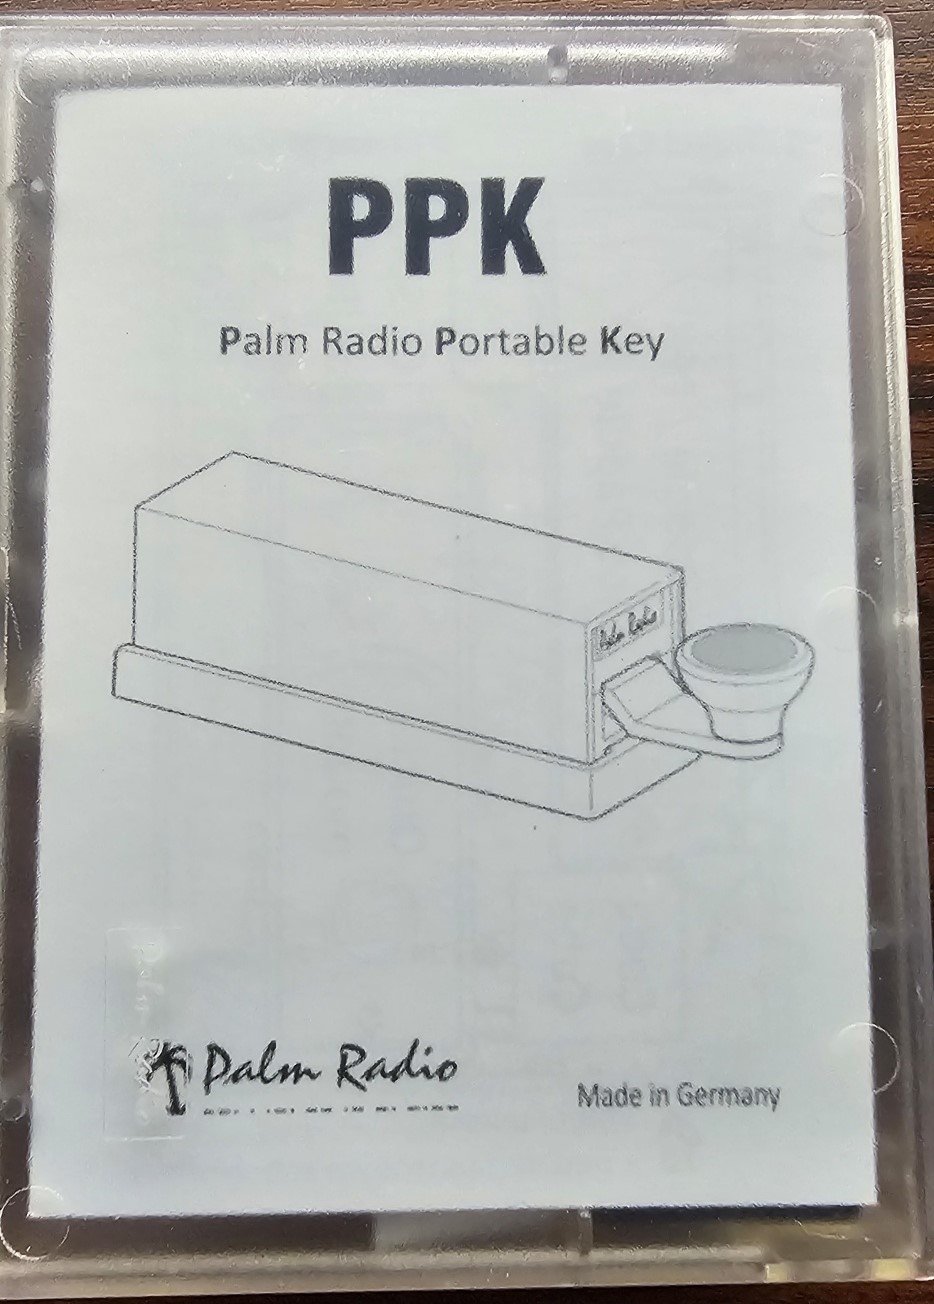 PPK
Palm Radio Portable Key
Palm Radio
Palm Radio
Made in Germany